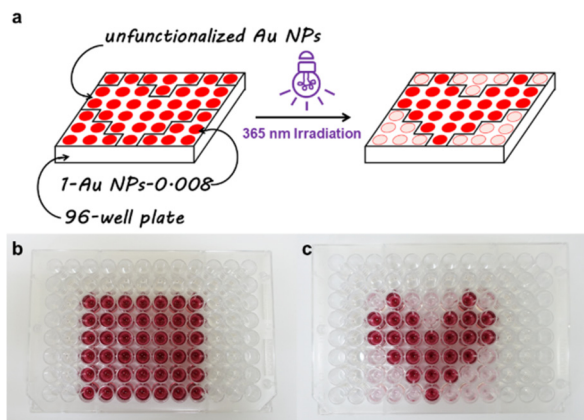 a
unfunctionalized Au NPs
365 nm Irradiation
1-Au NPs-0.008
96-well plate
b
c